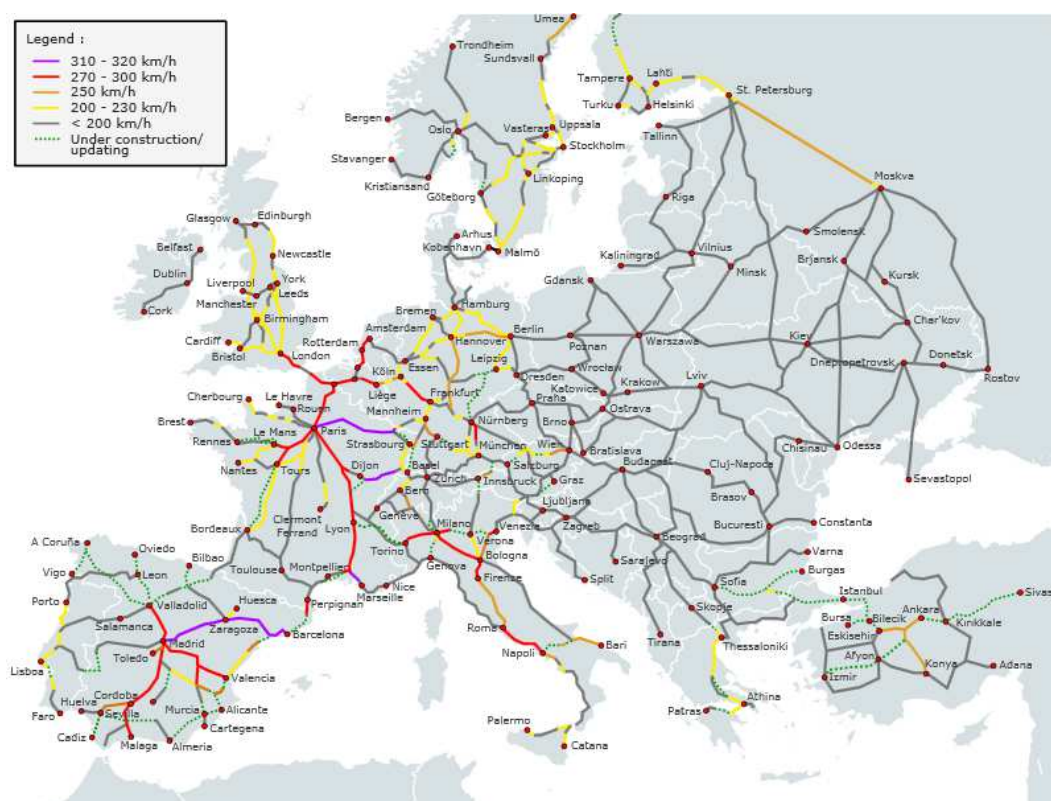 Legend :
310 - 320 km/h
270 - 300 km/h
250 km/h
200 - 230 km/h
< 200 km/h
Under construction/
updating
Umea
Trondheim
Sundsvall
Tampere
Lahti
St. Petersburg
Turku
Helsinki
Bergen
Oslo
Vasteras
Uppsala
Stockholm
Tallinn
Stavanger
Kristiansand
Linkoping
Göteborg
Moskva
Riga
Glasgow
Edinburgh
Arhus
Kobenhavn
Malmö
Smolensk
Belfast
Newcastle
Kaliningrad
Vilnius
Minsk
Brjansk
Kursk
Dublin
Liverpool
York
Leeds
Manchester
Gdansk
Cork
Birmingham
Amsterdam
Bremen
Hamburg
Char'kov
Cardiff
Bristol
London
Rotterdam
Hannover
Berlin
Poznan
Warszawa
Kiev
Essen
Leipzig
Dnepropetrovsk
Donetsk
Rostov
Köln
Liège
Dresden
Wrocław
Katowice
Krakow
Lviv
Cherbourg
Le Havre
Rouen
Frankfurt
Praha
Ostrava
Brest
Paris
Mannheim
Nürnberg
Brno
Rennes
Le Mans
Strasbourg
Stuttgart
München
Wien
Bratislava
Chisinau
Odessa
Nantes
Tours
Dijon
Basel
Zürich
Salzburg
Innsbruck
Budapest
Cluj-Napoca
Sevastopol
Bern
Graz
Ljubljana
Brasov
Clermont
Ferrand
Genève
Lyon
Milano
Venezia
Zagreb
Bucuresti
Constanta
Bordeaux
Torino
Verona
Beograd
A Coruña
Oviedo
Bilbao
Toulouse
Montpellier
Genova
Bologna
Sarajevo
Varna
Vigo
Leon
Nice
Marseille
Firenze
Split
Sofia
Burgas
Porto
Valladolid
Huesca
Perpignan
Istanbul
Sivas
Salamanca
Zaragoza
Barcelona
Roma
Skopje
Bursa
Bilecik
Ankara
Kırıkkale
Madrid
Toledo
Napoli
Bari
Tirana
Thessaloniki
Eskisehir
Lisboa
Valencia
Afyon
Konya
Adana
Izmir
Cordoba
Huelva
Sevilla
Murcia
Alicante
Athina
Faro
Cartegena
Palermo
Patras
Cadiz
Malaga
Almeria
Catana